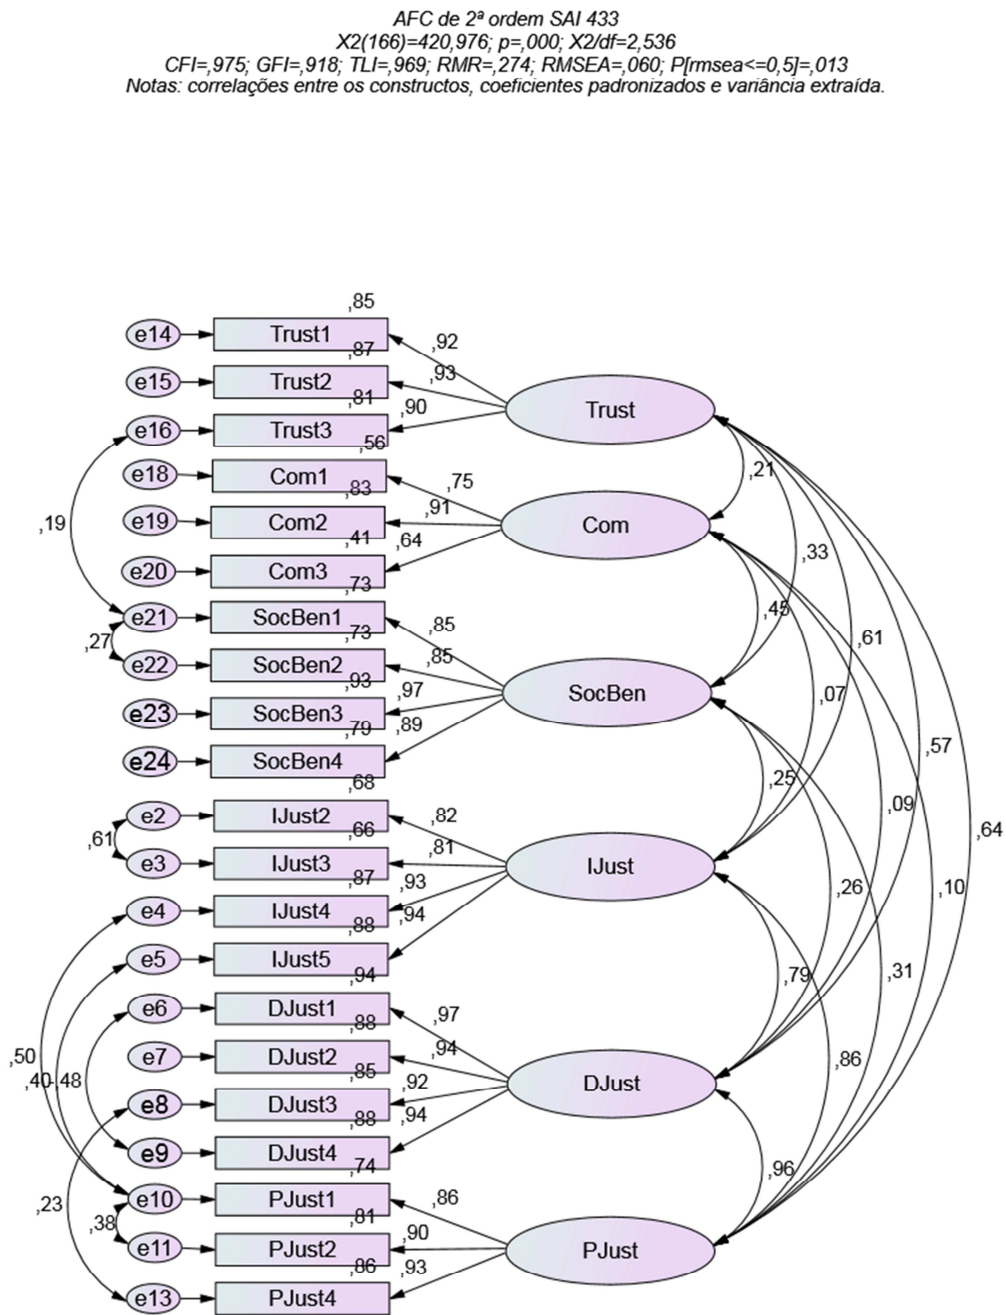 AFC de 2ª ordem SAI 433
X2(166)=420,976; p=,000; X2/df=2,536
CFI=,975; GFI=,918; TLI=,969; RMR=,274; RMSEA=,060; P[rmsea<=0,5]=,013
Notas: correlações entre os constructos, coeficientes padronizados e variância extraída.
,85
e14 Trust1 ,92
,87
e15 Trust2 ,93 Trust
,81
e16 Trust3 ,90
,56
,21
e18 Com1 ,75
,83
e19 Com2 ,91 Com
,19
,41
,33
e20 Com3 ,64
,73
,45
e21 SocBen1 ,85
,27
,73
,61
e22 SocBen2 ,85 SocBen
,93
,07
e23 SocBen3 ,97
,79
,57
e24 SocBen4 ,89
,68
,25
e2 IJust2 ,82
,09
,61
,66
,64
e3 IJust3 ,81 IJust
,87
,26
,10
e4 IJust4 ,93
,88
e5 IJust5 ,94
,94
,79
,31
e6 DJust1 ,97
,88
e7 DJust2 ,94 DJust
,50
,40
,48
,85
,86
e8 DJust3 ,92
,88
e9 DJust4 ,94
,74
,96
e10 PJust1 ,86
,23
,38
,81
e11 PJust2 ,90 PJust
,86
e13 PJust4 ,93